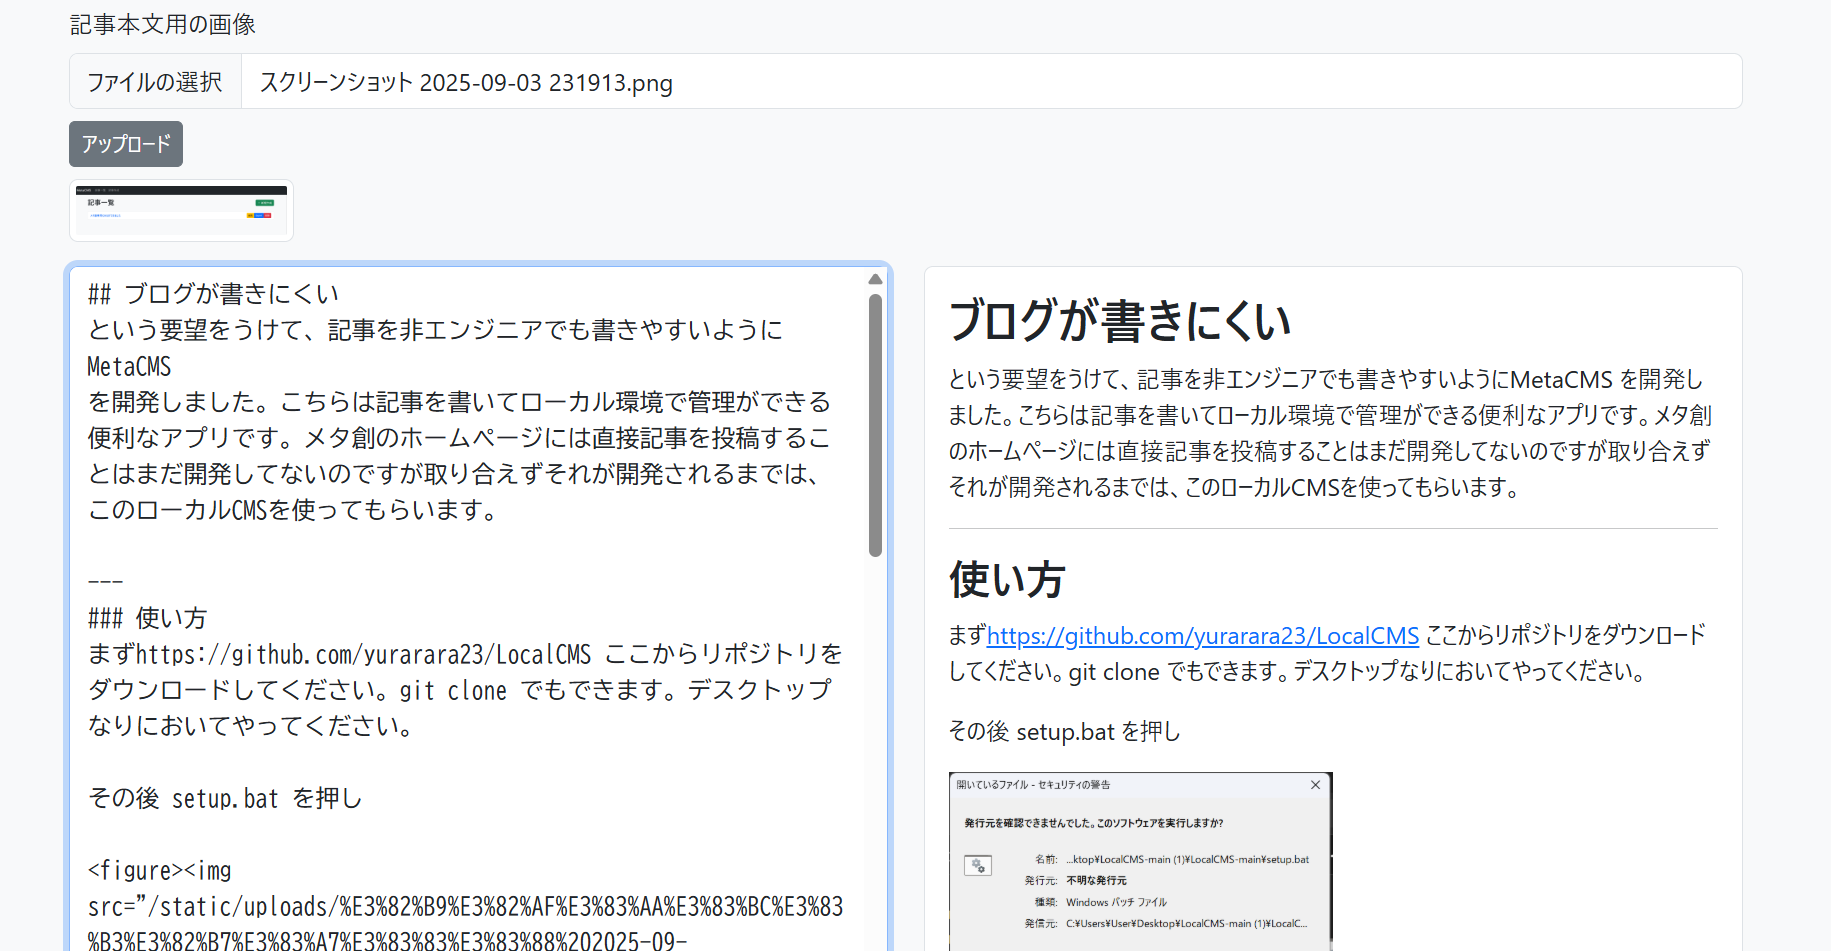 記事本文用の画像
ファイルの選択 スクリーンショット 2025-09-03 231913.png
アップロード
記事一覧
## ブログが書きにくい
という要望をうけて、記事を非エンジニアでも書きやすいように
MetaCMS
を開発しました。こちらは記事を書いてローカル環境で管理ができる
便利なアプリです。メタ創のホームページには直接記事を投稿するこ
とはまだ開発してないのですが取り合えずそれが開発されるまでは、
このローカルCMSを使ってもらいます。
---
### 使い方
まずhttps://github.com/yurarara23/LocalCMS ここからリポジトリを
ダウンロードしてください。git clone でもできます。デスクトップ
なりにおいてやってください。
その後 setup.bat を押し
<figure><img
src="/static/uploads/%E3%82%B9%E3%82%AF%E3%83%AA%E3%83%BC%E3%83
%B3%E3%82%B7%E3%83%A7%E3%83%83%E3%83%88%202025-09-
ブログが書きにくい
という要望をうけて、記事を非エンジニアでも書きやすいようにMetaCMS を開発し
ました。こちらは記事を書いてローカル環境で管理ができる便利なアプリです。メタ創
のホームページには直接記事を投稿することはまだ開発してないのですが取り合えず
それが開発されるまでは、このローカルCMSを使ってもらいます。
使い方
まずhttps://github.com/yurarara23/LocalCMS ここからリポジトリをダウンロード
してください。git clone でもできます。デスクトップなりにおいてやってください。
その後 setup.bat を押し
開いているファイル - セキュリティの警告
発行元を確認できませんでした。このソフトウェアを実行しますか?
名前: ...ktop¥LocalCMS-main (1)¥LocalCMS-main¥setup.bat
発行元: 不明な発行元
種類: Windows バッチ ファイル
発信元: C:¥Users¥User¥Desktop¥LocalCMS-main (1)¥LocalC...